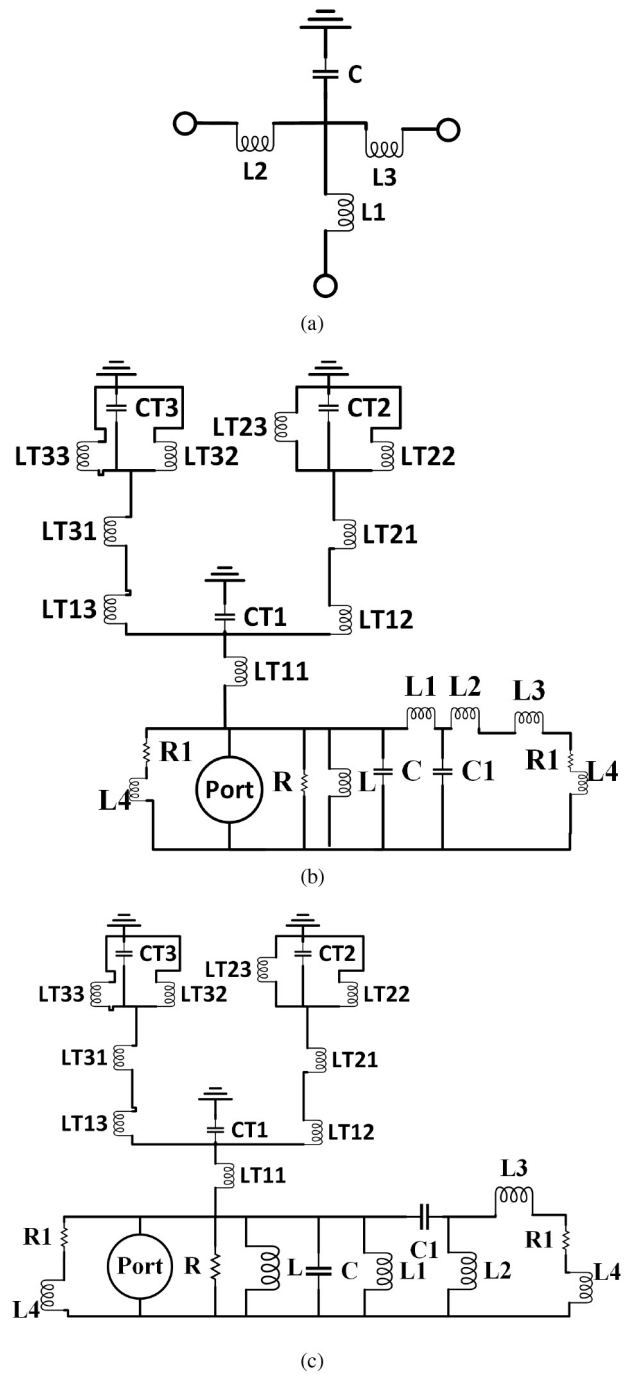 C
L2
L3
L1
(a)
CT3
CT2
LT23
LT33
LT32
LT22
LT31
LT21
LT13
CT1
LT12
LT11
L1
L2
L3
R1
Port
R
L
C
C1
R1
L4
L4
(b)
CT3
CT2
LT23
LT33
LT32
LT22
LT31
LT21
LT13
CT1
LT12
LT11
L3
R1
Port
R
L
C
L1
C1
L2
R1
L4
L4
(c)